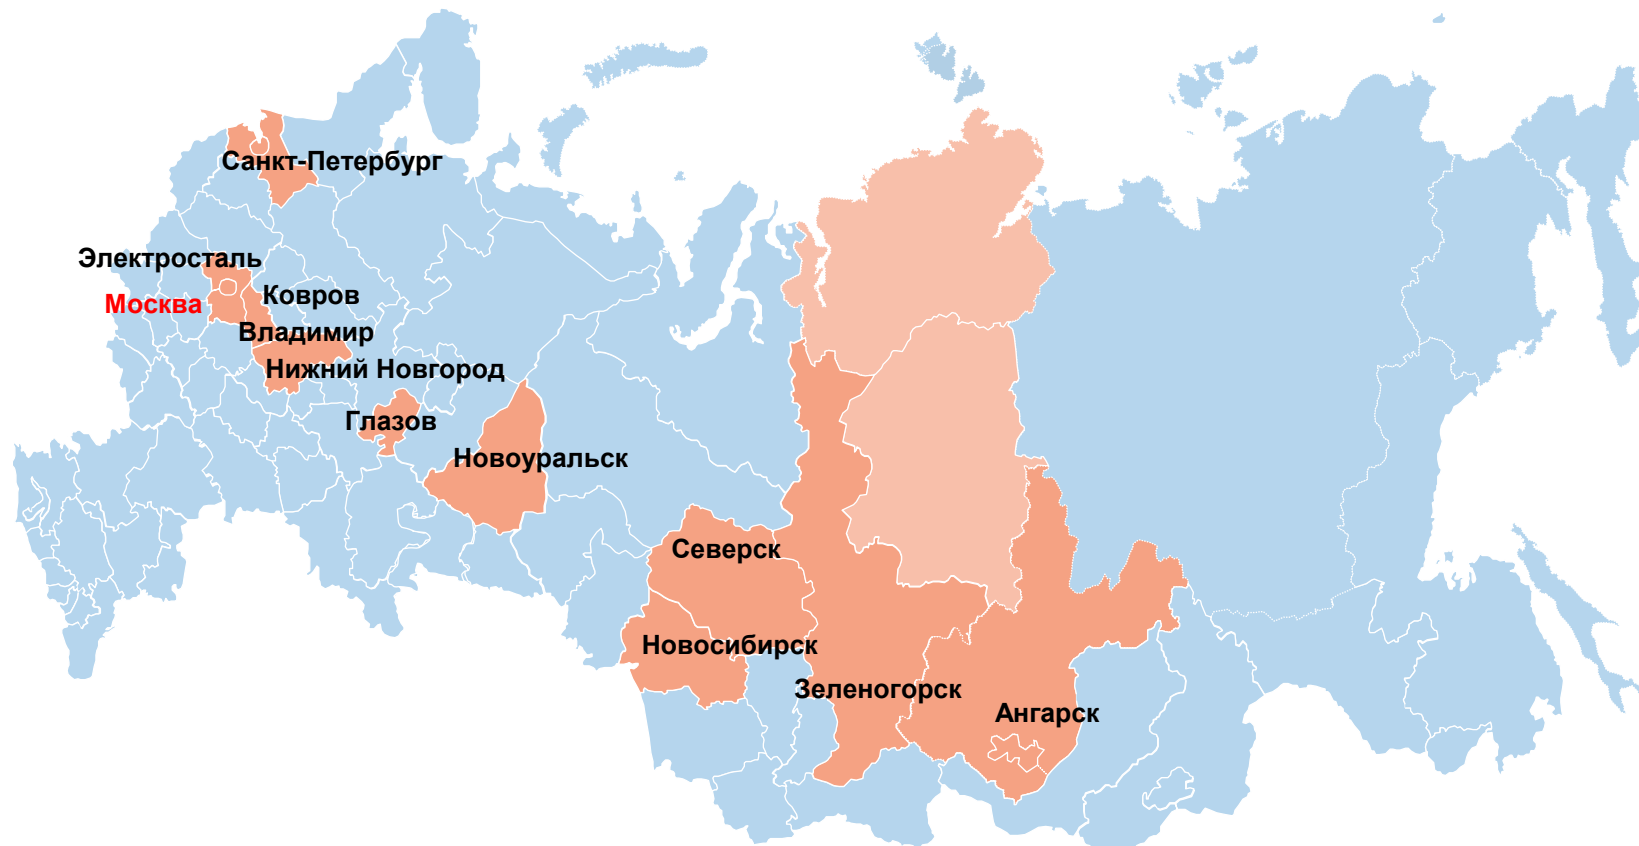 Санкт-Петербург
Электросталь
Ковров
Москва
Владимир
Нижний Новгород
Глазов
Новоуральск
Северск
Новосибирск
Зеленогорск
Ангарск